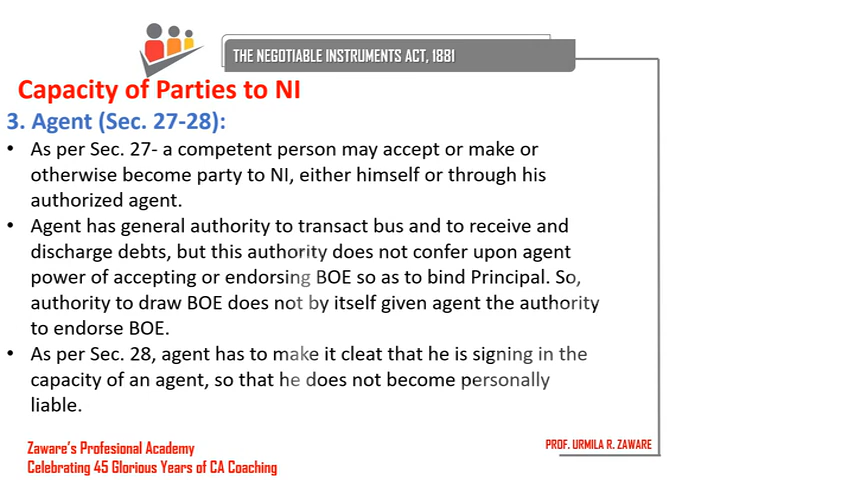 THE NEGOTIABLE INSTRUMENTS ACT, 1881
Capacity of Parties to NI
3. Agent (Sec. 27-28):
• As per Sec. 27- a competent person may accept or make or
otherwise become party to NI, either himself or through his
authorized agent.
• Agent has general authority to transact bus and to receive and
discharge debts, but this authority does not confer upon agent
power of accepting or endorsing BOE so as to bind Principal. So,
authority to draw BOE does not by itself given agent the authority
to endorse BOE.
• As per Sec. 28, agent has to make it cleat that he is signing in the
capacity of an agent, so that he does not become personally
liable.
Zaware's Profesional Academy
Celebrating 45 Glorious Years of CA Coaching
PROF. URMILA R. ZAWARE